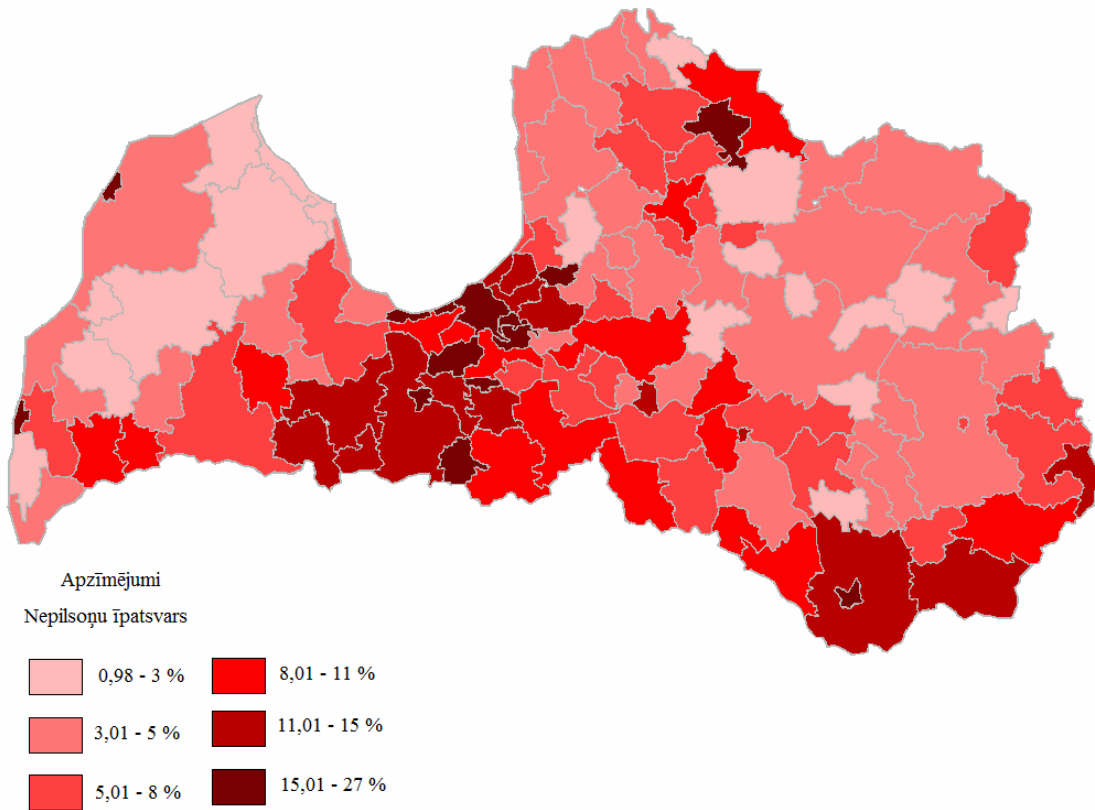 Apzīmējumi
Nepilsoņu īpatsvars
0,98 - 3 %
3,01 - 5 %
5,01 - 8 %
8,01 - 11 %
11,01 - 15 %
15,01 - 27 %